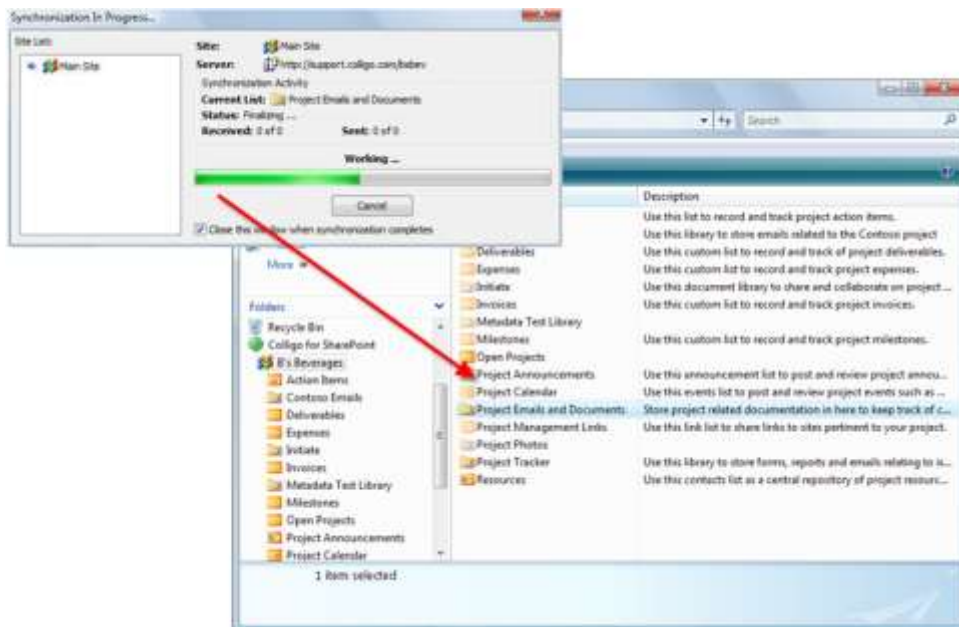 Synchronization In Progress...
Site Lists
Main Site
Site: Main Site
Server: http://support.colligo.com/bsbev
Synchronization Activity
Current List: Project Emails and Documents
Status: Finalizing ...
Received: 0 of 0 Sent: 0 of 0
Working ...
Cancel
Close this window when synchronization completes
Search
Description
Use this list to record and track project action items.
Use this library to store emails related to the Contoso project
Deliverables Use this custom list to record and track of project deliverables.
Expenses Use this custom list to record and track project expenses.
Initiate Use this document library to share and collaborate on project ...
Invoices Use this custom list to record and track project invoices.
Metadata Test Library
Milestones Use this custom list to record and track project milestones.
Open Projects
Project Announcements Use this announcement list to post and review project annou...
Project Calendar Use this events list to post and review project events such as ...
Project Emails and Documents Store project related documentation in here to keep track of c...
Project Management Links Use this link list to share links to sites pertinent to your project.
Project Photos
Project Tracker Use this library to store forms, reports and emails relating to is...
Resources Use this contacts list as a central repository of project resourc...
More
Folders
Recycle Bin
Colligo for SharePoint
B's Beverages
Action Items
Contoso Emails
Deliverables
Expenses
Initiate
Invoices
Metadata Test Library
Milestones
Open Projects
Project Announcements
Project Calendar
1 item selected